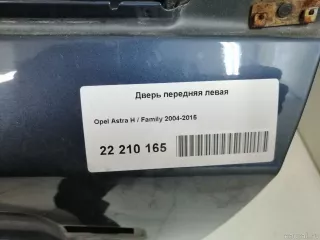 Дверь передняя левая
Opel Astra H / Family 2004-2015
22 210 165